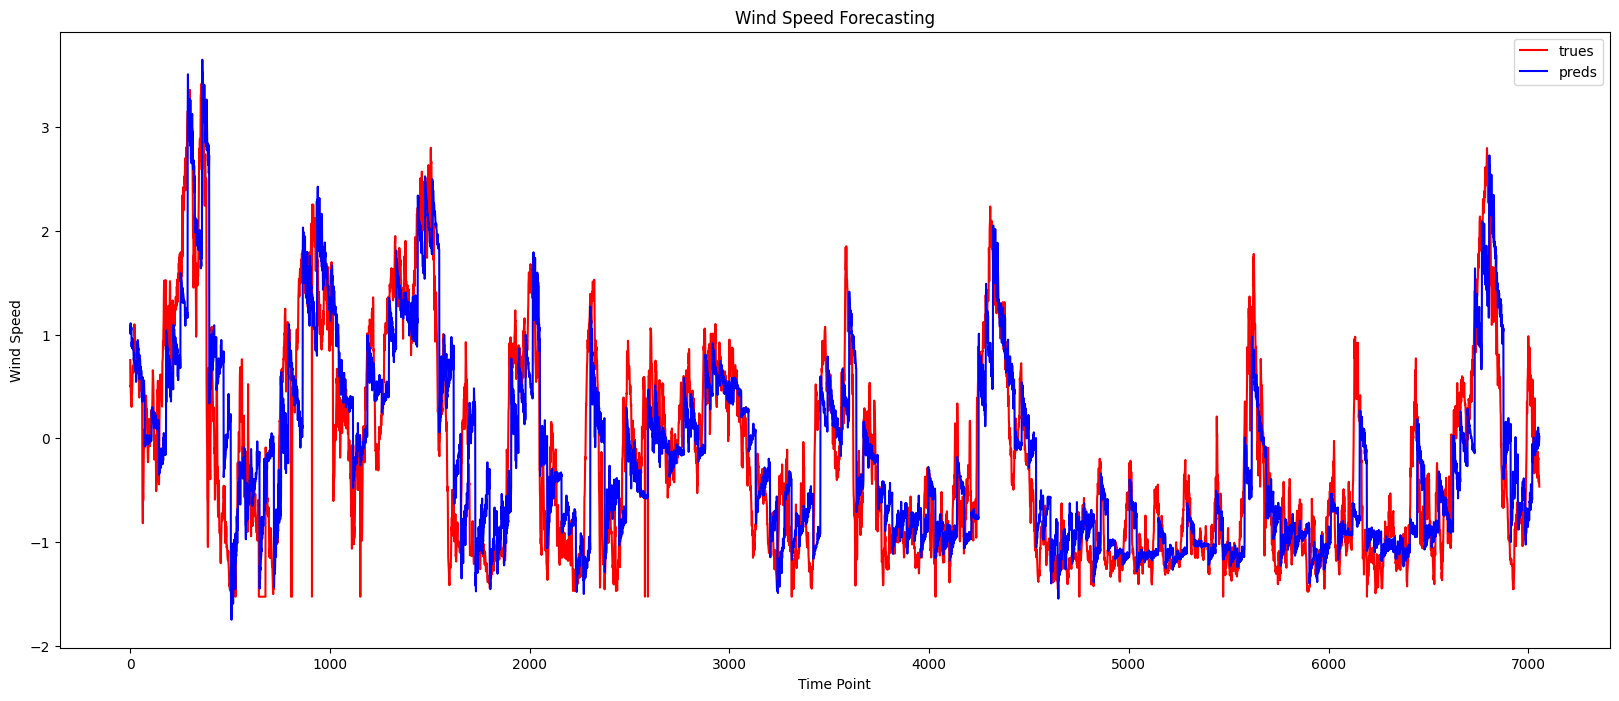 Wind Speed Forecasting
trues
preds
Wind Speed
3
2
1
0
−1
−2
0 1000 2000 3000 4000 5000 6000 7000
Time Point